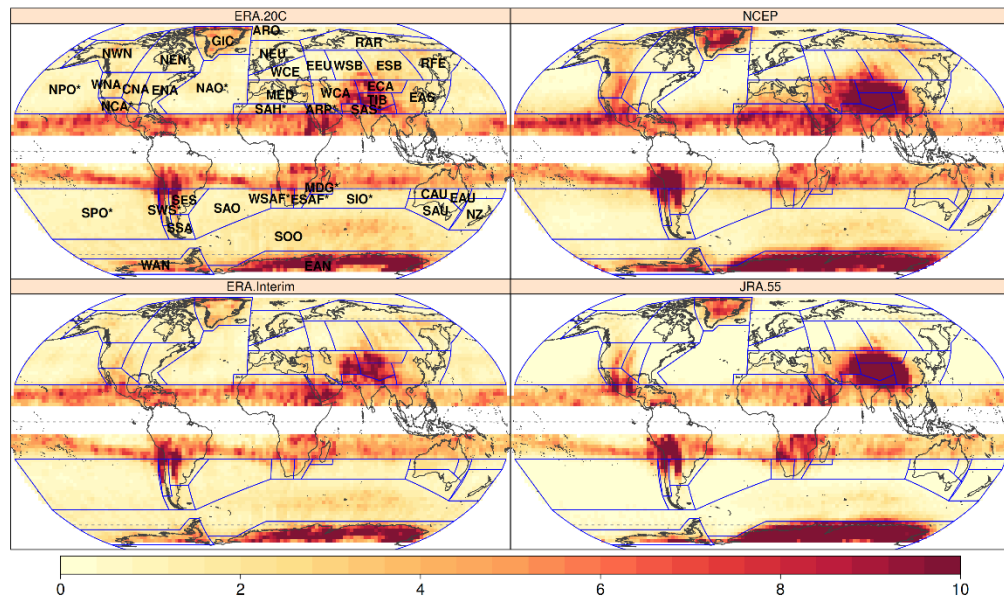 ERA.20C
NCEP
ARO
GIC
NWN
NEU
RAR
NEN
EEU WSB ESB RFE
WCE
NPO* WNA CNA ENA NAO* MED* WCA ECA EAS
TIB
NCA* SAH* ARP* SAS*
MDG*
SES WSAF* ESAF* SIO* CAU EAU
SPO* SWS* SAO SAU NZ
SSA SOO
WAN EAN
ERA.Interim
JRA.55
0 2 4 6 8 10